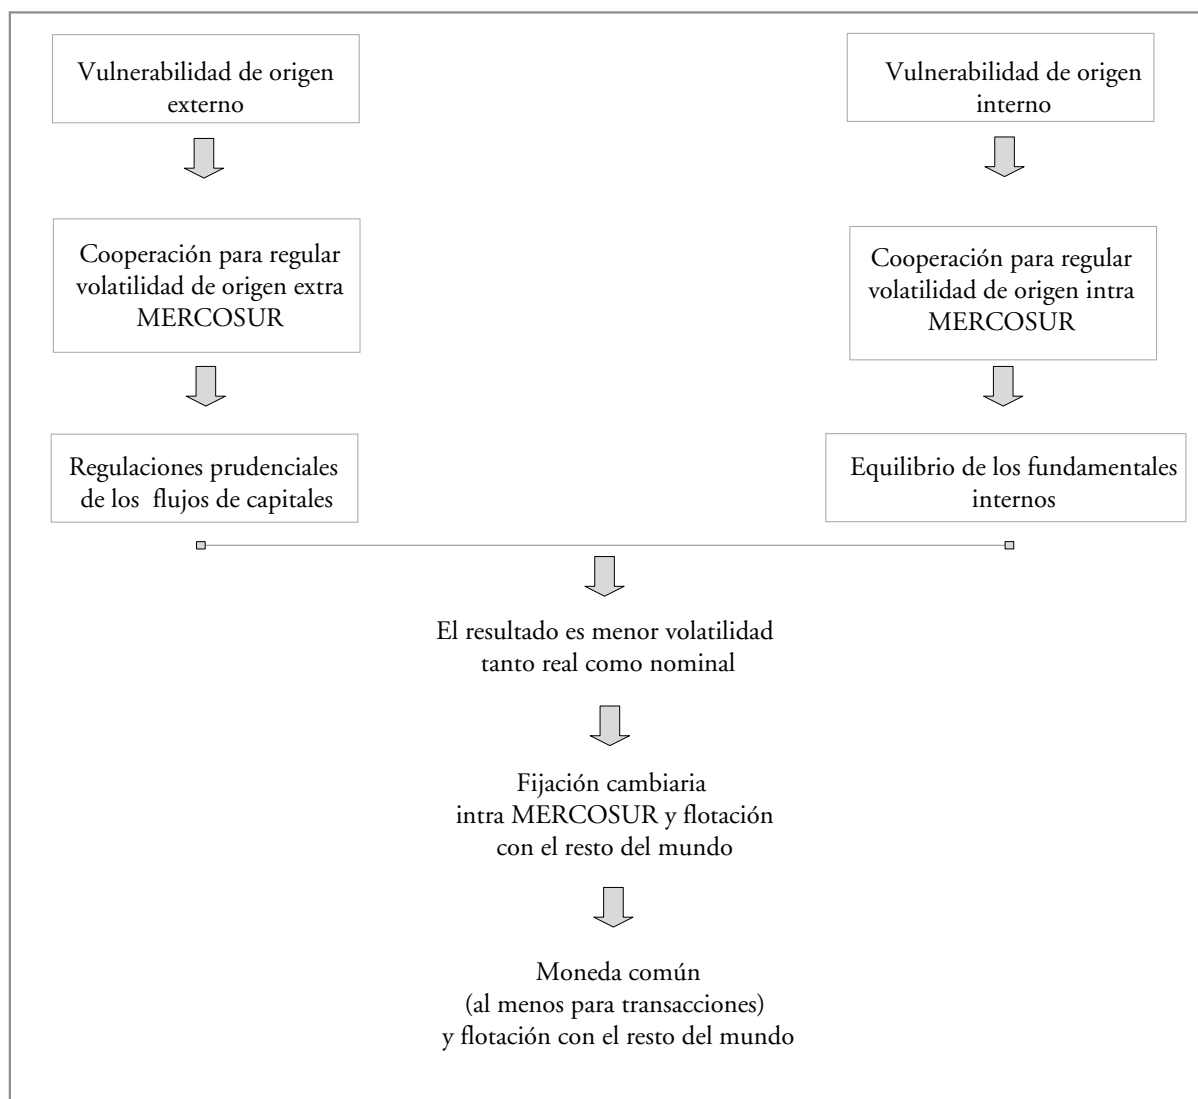 Vulnerabilidad de origen
externo
Vulnerabilidad de origen
interno
Cooperación para regular
volatilidad de origen extra
MERCOSUR
Cooperación para regular
volatilidad de origen intra
MERCOSUR
Regulaciones prudenciales
de los flujos de capitales
Equilibrio de los fundamentales
internos
El resultado es menor volatilidad
tanto real como nominal
Fijación cambiaria
intra MERCOSUR y flotación
con el resto del mundo
Moneda común
(al menos para transacciones)
y flotación con el resto del mundo